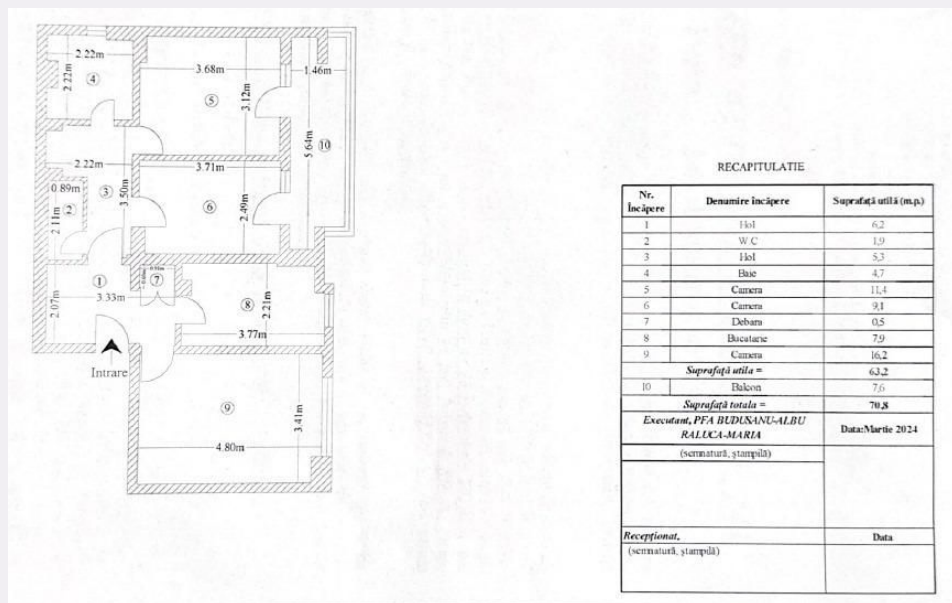 2.22m
2.22m
4
3.68m
3.12m
5
1.46m
5.64m
10
2.22m
3.50m
3
0.89m
2.11m
2
3.71m
2.49m
6
1
3.33m
2.07m
7
8
2.21m
3.77m
Intrare
9
3.41m
4.80m
RECAPITULATIE
Nr. Încăpere Denumire încăpere Suprafață utilă (m.p.)
1 Hol 6,2
2 W.C 1,9
3 Hol 5,3
4 Baie 4,7
5 Camera 11,4
6 Camera 9,1
7 Debara 0,5
8 Bucatarie 7,9
9 Camera 16,2
Suprafață utila = 63,2
10 Balcon 7,6
Suprafață totala = 70,8
Executant, PFA BUDUSANU-ALBU
RALUCA-MARIA
Data:Martie 2024
(semnatură, ștampilă)
Recepționat, Data
(semnatură, ștampilă)